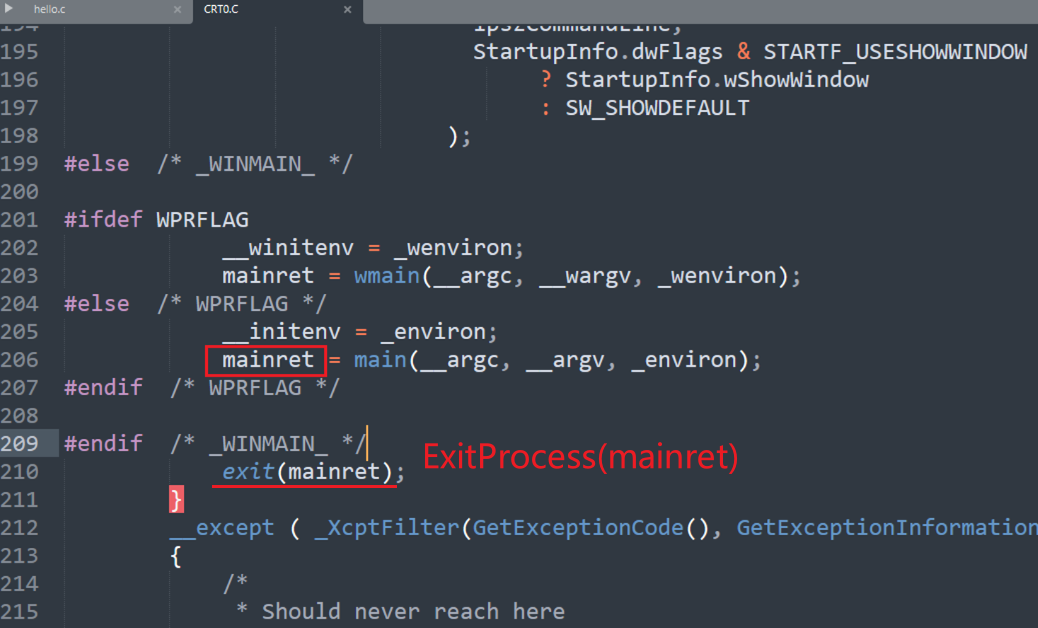 hello.c × CRT0.C ×
194 lpszCommandLine,
195 StartupInfo.dwFlags & STARTF_USESHOWWINDOW
196 ? StartupInfo.wShowWindow
197 : SW_SHOWDEFAULT
198 );
199 #else /* _WINMAIN_ */
200
201 #ifdef WPRFLAG
202 __winitenv = _wenviron;
203 mainret = wmain(__argc, __wargv, _wenviron);
204 #else /* WPRFLAG */
205 __initenv = _environ;
206 mainret = main(__argc, __argv, _environ);
207 #endif /* WPRFLAG */
208
209 #endif /* _WINMAIN_ */
210 exit(mainret); ExitProcess(mainret)
211 }
212 __except ( _XcptFilter(GetExceptionCode(), GetExceptionInformation
213 {
214 /*
215 * Should never reach here